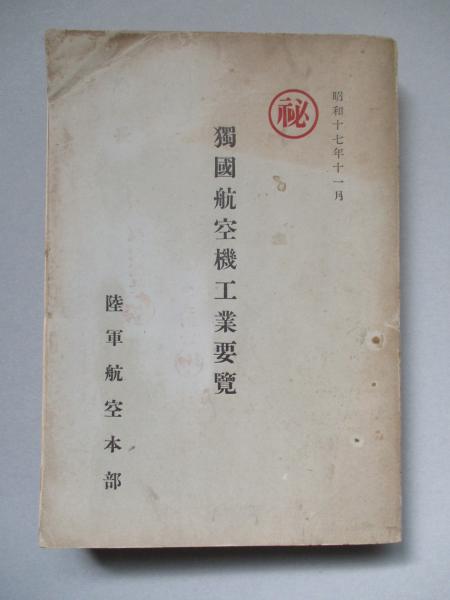 昭和十七年十一月
㊙
獨國航空機工業要覽
陸軍航空本部